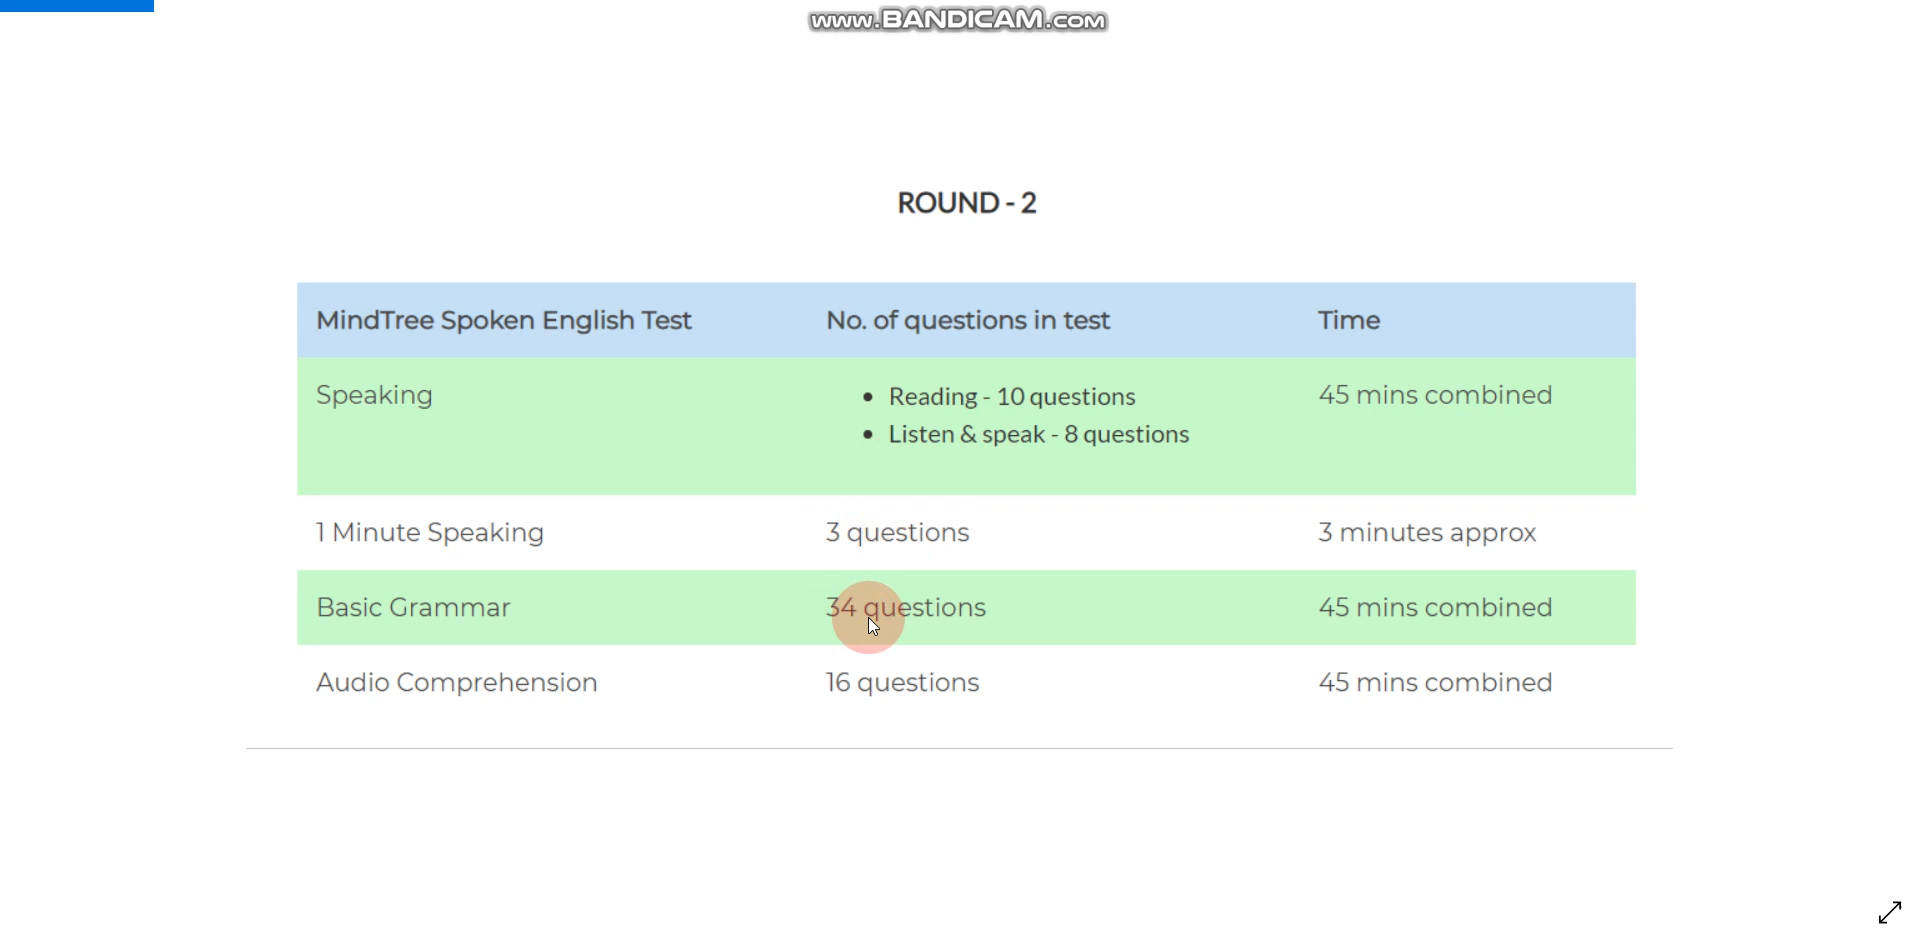 www.BANDICAM.com
ROUND - 2
MindTree Spoken English Test No. of questions in test Time
Speaking • Reading - 10 questions 45 mins combined
• Listen & speak - 8 questions
1 Minute Speaking 3 questions 3 minutes approx
Basic Grammar 34 questions 45 mins combined
Audio Comprehension 16 questions 45 mins combined